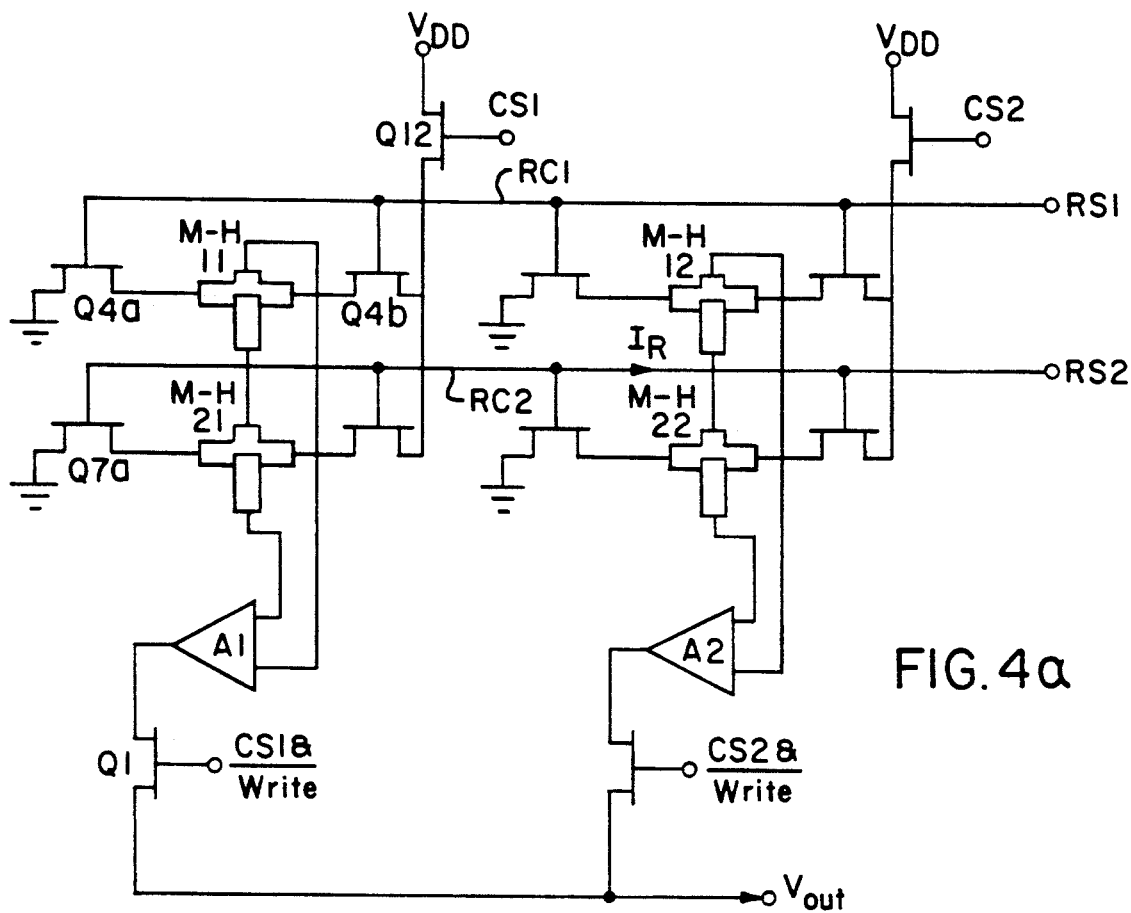 VDD
VDD
CS1
CS2
Q12
RC1
RS1
M-H
11
M-H
12
Q4a
Q4b
IR
RS2
RC2
M-H
21
M-H
22
Q7a
A1
A2
FIG. 4a
Q1
CS1&
Write
CS2&
Write
Vout